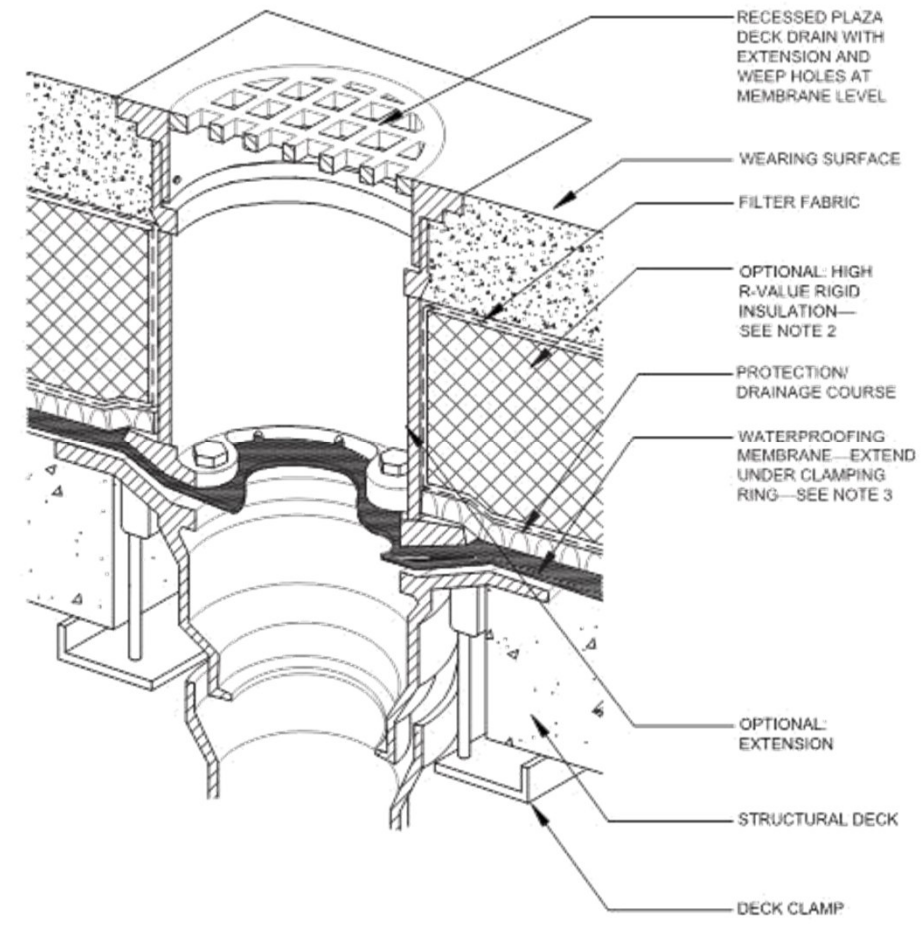 RECESSED PLAZA
DECK DRAIN WITH
EXTENSION AND
WEEP HOLES AT
MEMBRANE LEVEL
WEARING SURFACE
FILTER FABRIC
OPTIONAL: HIGH
R-VALUE RIGID
INSULATION—
SEE NOTE 2
PROTECTION/
DRAINAGE COURSE
WATERPROOFING
MEMBRANE—EXTEND
UNDER CLAMPING
RING—SEE NOTE 3
OPTIONAL:
EXTENSION
STRUCTURAL DECK
DECK CLAMP